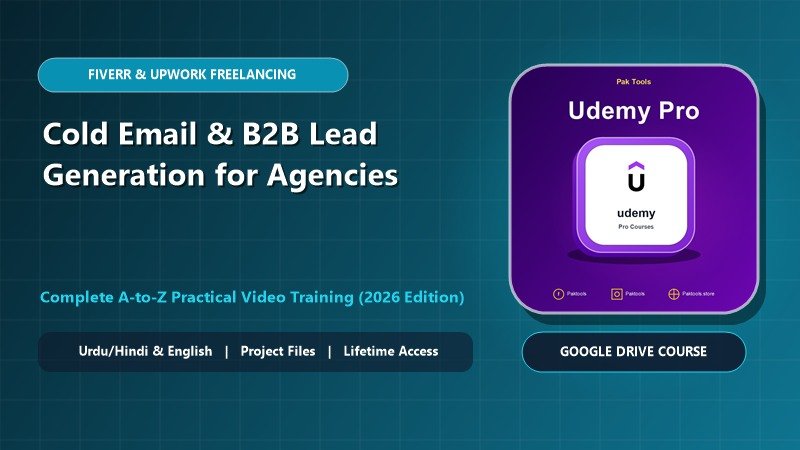 FIVERR & UPWORK FREELANCING
Cold Email & B2B Lead
Generation for Agencies
Complete A-to-Z Practical Video Training (2026 Edition)
Urdu/Hindi & English | Project Files | Lifetime Access
Pak Tools
Udemy Pro
udemy
Pro Courses
Paktools
Paktools
Paktools.store
GOOGLE DRIVE COURSE